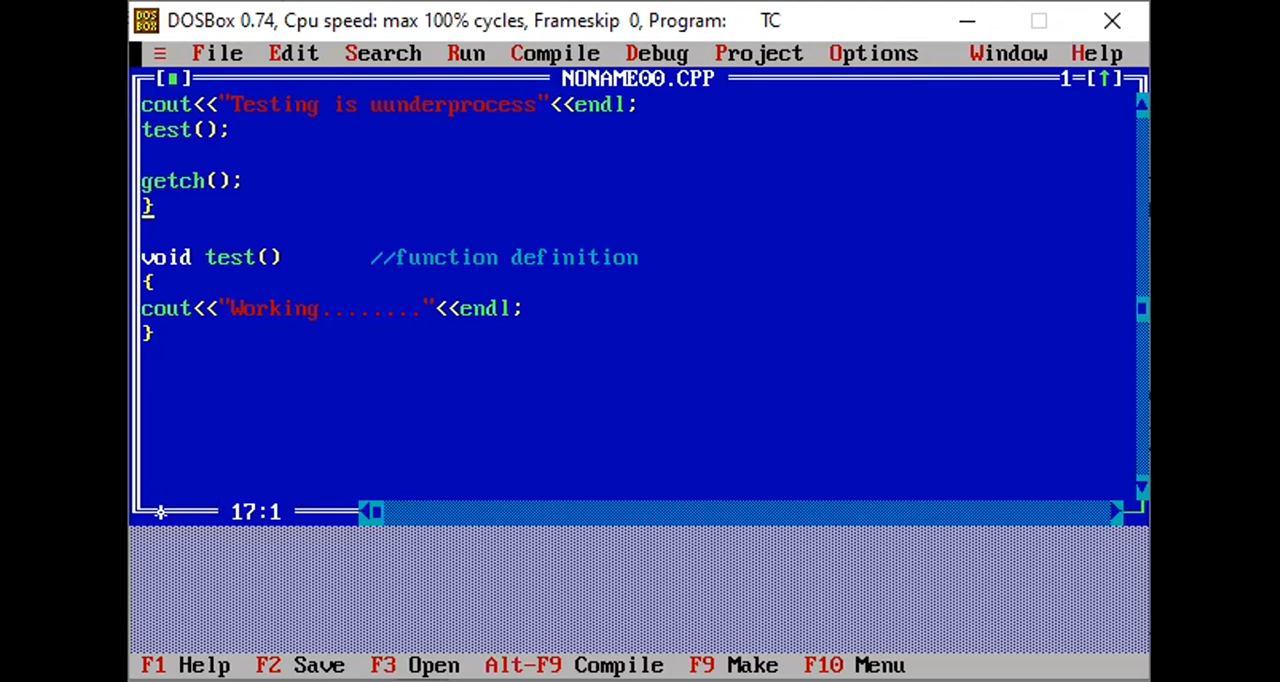 DOSBox 0.74, Cpu speed: max 100% cycles, Frameskip 0, Program: TC
≡ File Edit Search Run Compile Debug Project Options Window Help
[■] NONAME00.CPP 1=[↑]
cout<<"Testing is uunderprocess"<<endl;
test();
getch();
}
void test() //function definition
{
cout<<"Working........"<<endl;
}
17:1
F1 Help F2 Save F3 Open Alt-F9 Compile F9 Make F10 Menu